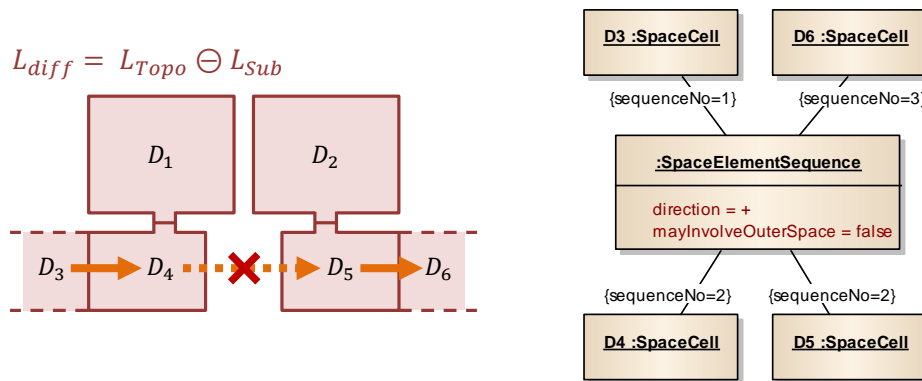 L_diff = L_Topo ⊖ L_Sub
D₁ D₂
D₃ D₄ D₅ D₆
D3 :SpaceCell D6 :SpaceCell
{sequenceNo=1} {sequenceNo=3}
:SpaceElementSequence
direction = +
mayInvolveOuterSpace = false
{sequenceNo=2} {sequenceNo=2}
D4 :SpaceCell D5 :SpaceCell